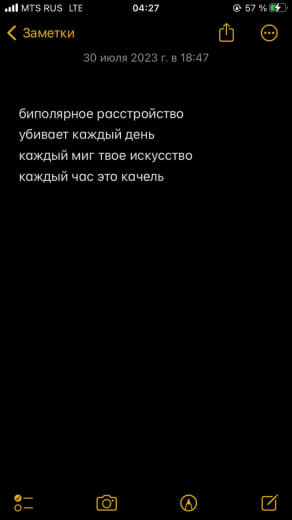 MTS RUS LTE 04:27 57 %
Заметки
30 июля 2023 г. в 18:47
биполярное расстройство
убивает каждый день
каждый миг твое искусство
каждый час это качель